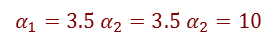 α₁ = 3.5 α₂ = 3.5 α₂ = 10